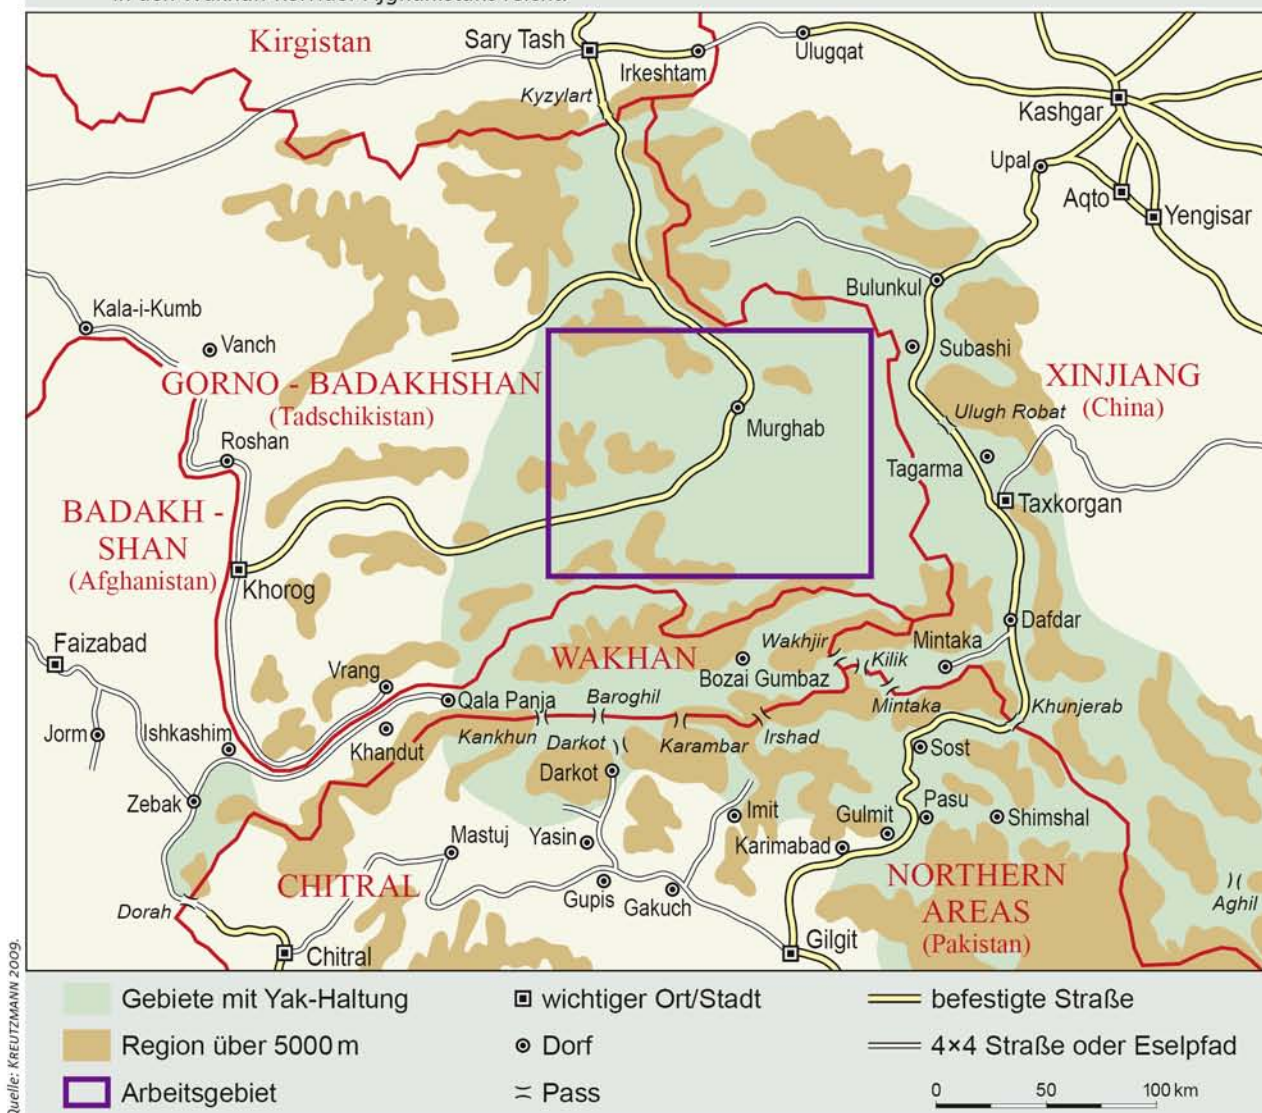 Kirgistan
Sary Tash
Irkeshtam
Ulugqat
Kyzylart
Kashgar
Upal
Aqto
Yengisar
Bulunkul
Kala-i-Kumb
Vanch
Subashi
GORNO - BADAKHSHAN
(Tadschikistan)
XINJIANG
(China)
Murghab
Ulugh Robat
Roshan
Tagarma
Taxkorgan
BADAKH -
SHAN
(Afghanistan)
Khorog
Dafdar
Faizabad
Wakhjir
Mintaka
WAKHAN
Kilik
Vrang
Bozai Gumbaz
Qala Panja
Baroghil
Mintaka
Khunjerab
Jorm
Ishkashim
Khandut
Kankhun
Darkot
Karambar
Irshad
Sost
Darkot
Zebak
Imit
Gulmit
Pasu
Shimshal
Mastuj
Yasin
Karimabad
CHITRAL
NORTHERN
AREAS
(Pakistan)
Gupis
Gakuch
Aghil
Dorah
Chitral
Gilgit
Quelle: KREUTZMANN 2009.
Gebiete mit Yak-Haltung
wichtiger Ort/Stadt
befestigte Straße
Region über 5000 m
Dorf
4×4 Straße oder Eselpfad
Arbeitsgebiet
Pass
0 50 100 km